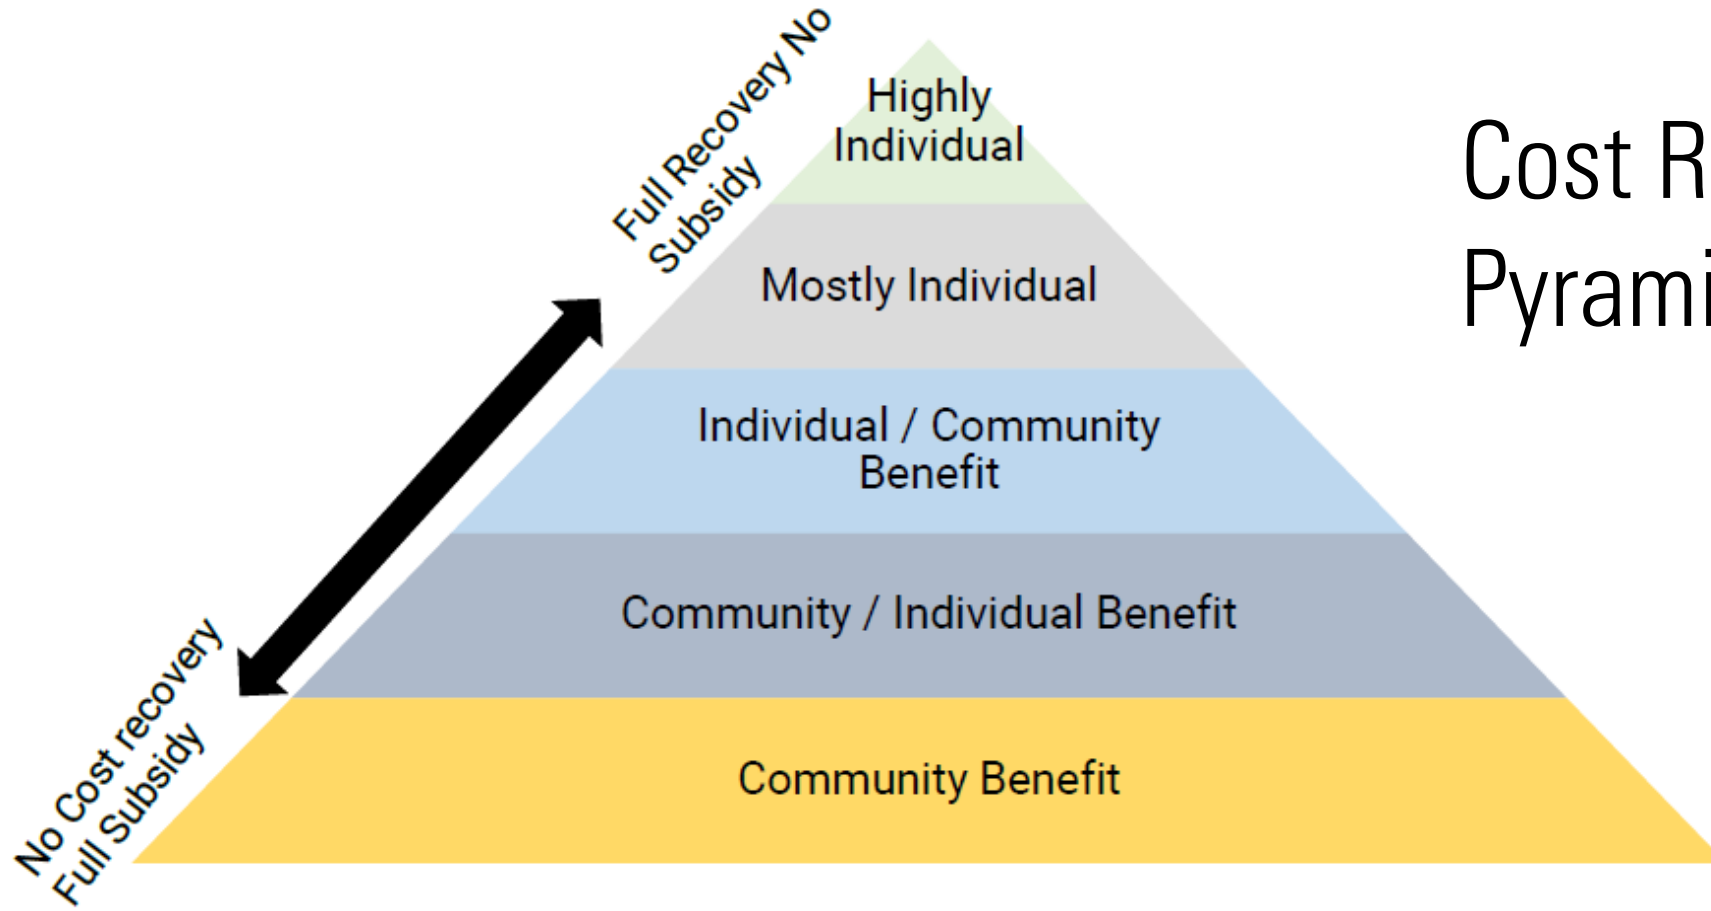 Full Recovery No
Subsidy
Highly
Individual
Mostly Individual
Individual / Community
Benefit
Community / Individual Benefit
Community Benefit
No Cost recovery
Full Subsidy
Cost R
Pyrami